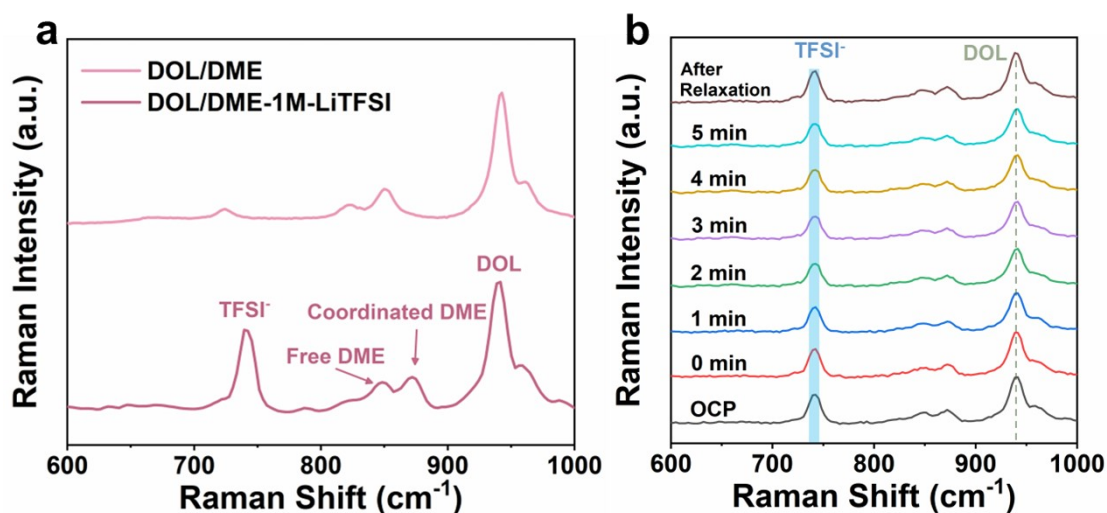 a
DOL/DME
DOL/DME-1M-LiTFSI
TFSI⁻
Free DME
Coordinated DME
DOL
Raman Intensity (a.u.)
600 700 800 900 1000
Raman Shift (cm⁻¹)
b
TFSI⁻
DOL
After
Relaxation
5 min
4 min
3 min
2 min
1 min
0 min
OCP
Raman Intensity (a.u.)
600 700 800 900 1000
Raman Shift (cm⁻¹)